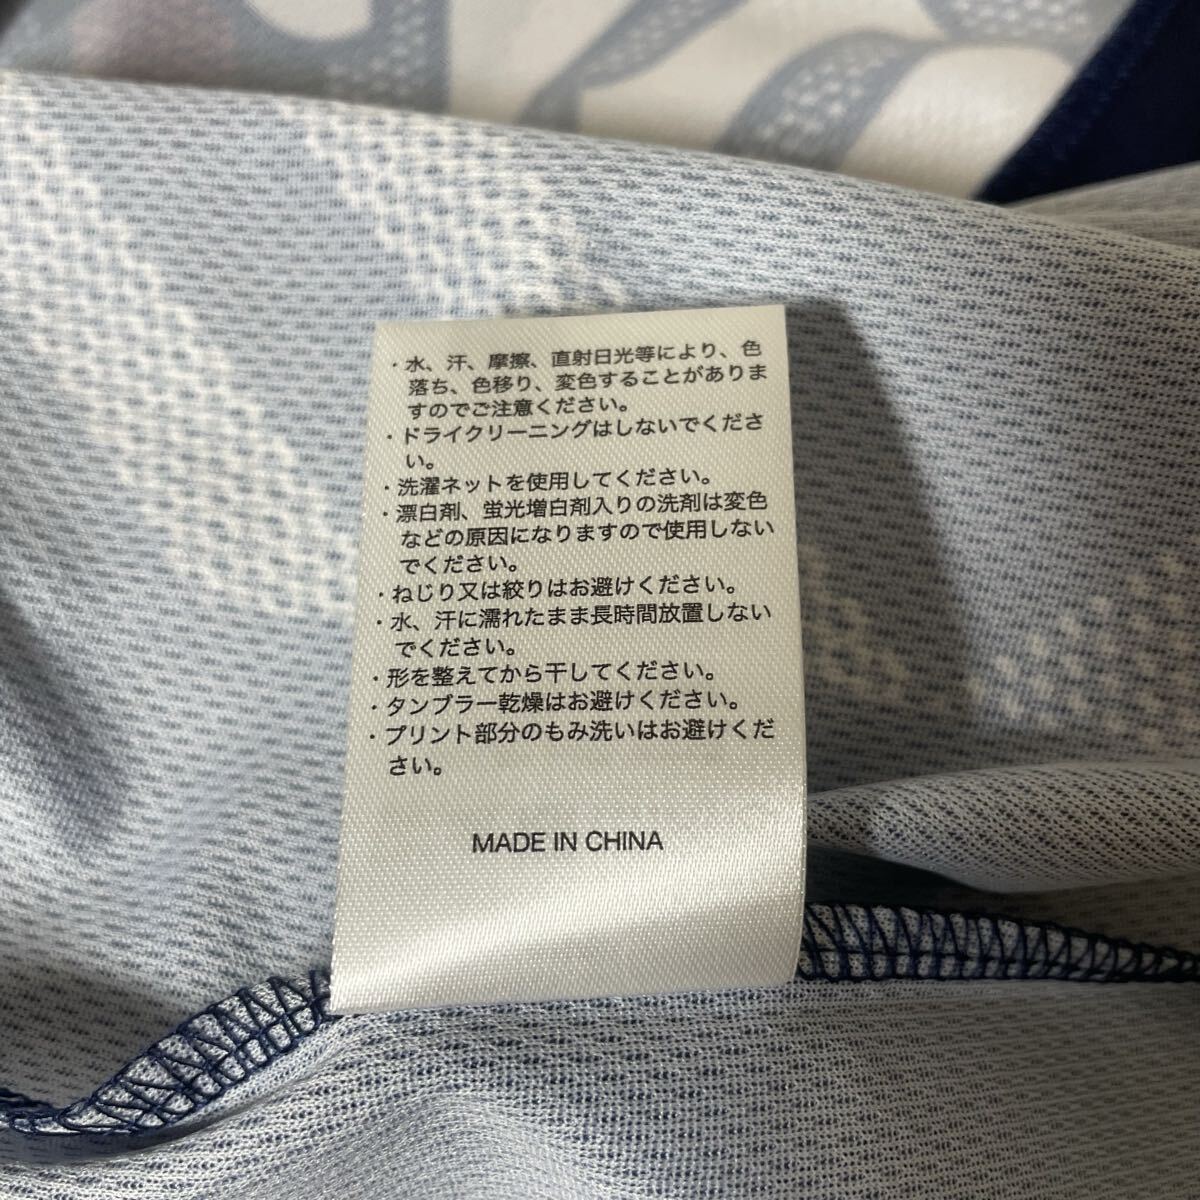 ・水、汗、摩擦、直射日光等により、色
落ち、色移り、変色することがありま
すのでご注意ください。
・ドライクリーニングはしないでくださ
い。
・洗濯ネットを使用してください。
・漂白剤、蛍光増白剤入りの洗剤は変色
などの原因になりますので使用しない
でください。
・ねじり又は絞りはお避けください。
・水、汗に濡れたまま長時間放置しない
でください。
・形を整えてから干してください。
・タンブラー乾燥はお避けください。
・プリント部分のもみ洗いはお避けくだ
さい。
MADE IN CHINA